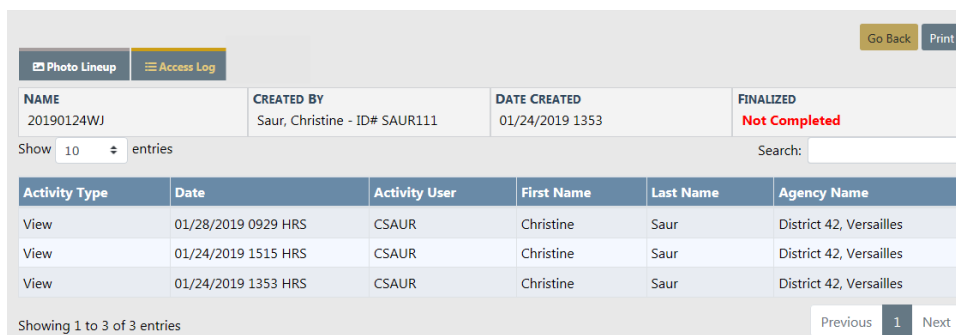 Go Back Print
Photo Lineup Access Log
NAME CREATED BY DATE CREATED FINALIZED
20190124WJ Saur, Christine - ID# SAUR111 01/24/2019 1353 Not Completed
Show 10 entries Search:
Activity Type Date Activity User First Name Last Name Agency Name
View 01/28/2019 0929 HRS CSAUR Christine Saur District 42, Versailles
View 01/24/2019 1515 HRS CSAUR Christine Saur District 42, Versailles
View 01/24/2019 1353 HRS CSAUR Christine Saur District 42, Versailles
Showing 1 to 3 of 3 entries Previous 1 Next